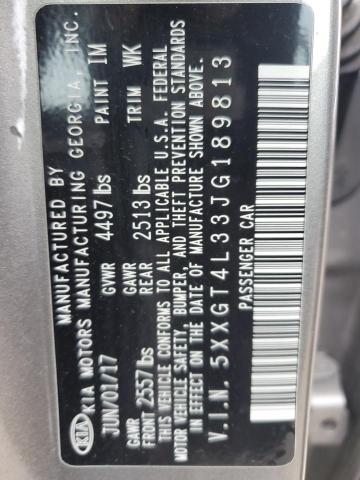 KIA
MANUFACTURED BY
KIA MOTORS MANUFACTURING GEORGIA, INC.
JUN/01/17 GVWR 4497 lbs PAINT IM
GAWR FRONT 2557 lbs GAWR REAR 2513 lbs TRIM WK
THIS VEHICLE CONFORMS TO ALL APPLICABLE U.S.A. FEDERAL
MOTOR VEHICLE SAFETY, BUMPER, AND THEFT PREVENTION STANDARDS
IN EFFECT ON THE DATE OF MANUFACTURE SHOWN ABOVE.
V.I.N. 5XXGT4L33JG189813
PASSENGER CAR